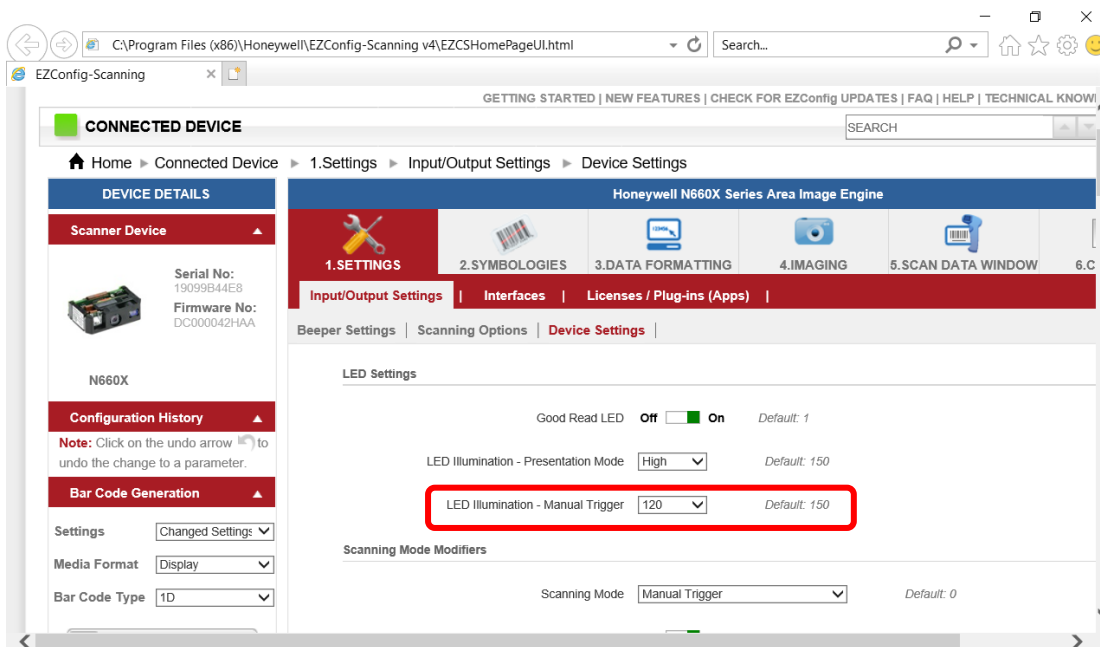 C:\Program Files (x86)\Honeywell\EZConfig-Scanning v4\EZCSHomePageUI.html
Search...
EZConfig-Scanning
GETTING STARTED | NEW FEATURES | CHECK FOR EZConfig UPDATES | FAQ | HELP | TECHNICAL KNOW
CONNECTED DEVICE
SEARCH
Home Connected Device 1.Settings Input/Output Settings Device Settings
DEVICE DETAILS
Honeywell N660X Series Area Image Engine
Scanner Device
Serial No:
19099B44E8
Firmware No:
DC000042HAA
N660X
1.SETTINGS
2.SYMBOLOGIES
3.DATA FORMATTING
4.IMAGING
5.SCAN DATA WINDOW
6.C
Input/Output Settings | Interfaces | Licenses / Plug-ins (Apps) |
Beeper Settings | Scanning Options | Device Settings |
Configuration History
Note: Click on the undo arrow to
undo the change to a parameter.
Bar Code Generation
Settings Changed Settings
Media Format Display
Bar Code Type 1D
LED Settings
Good Read LED Off On Default: 1
LED Illumination - Presentation Mode High Default: 150
LED Illumination - Manual Trigger 120 Default: 150
Scanning Mode Modifiers
Scanning Mode Manual Trigger Default: 0